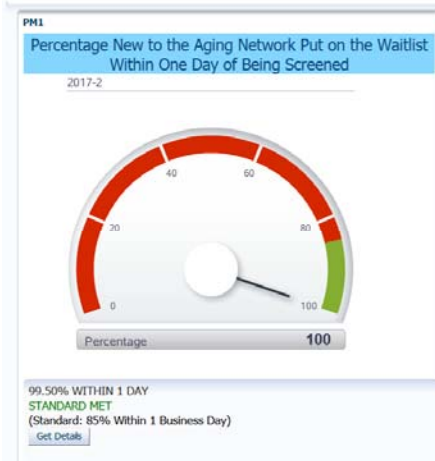 PM1
Percentage New to the Aging Network Put on the Waitlist
Within One Day of Being Screened
2017-2
40 60
20 80
0 100
Percentage 100
99.50% WITHIN 1 DAY
STANDARD MET
(Standard: 85% Within 1 Business Day)
Get Details